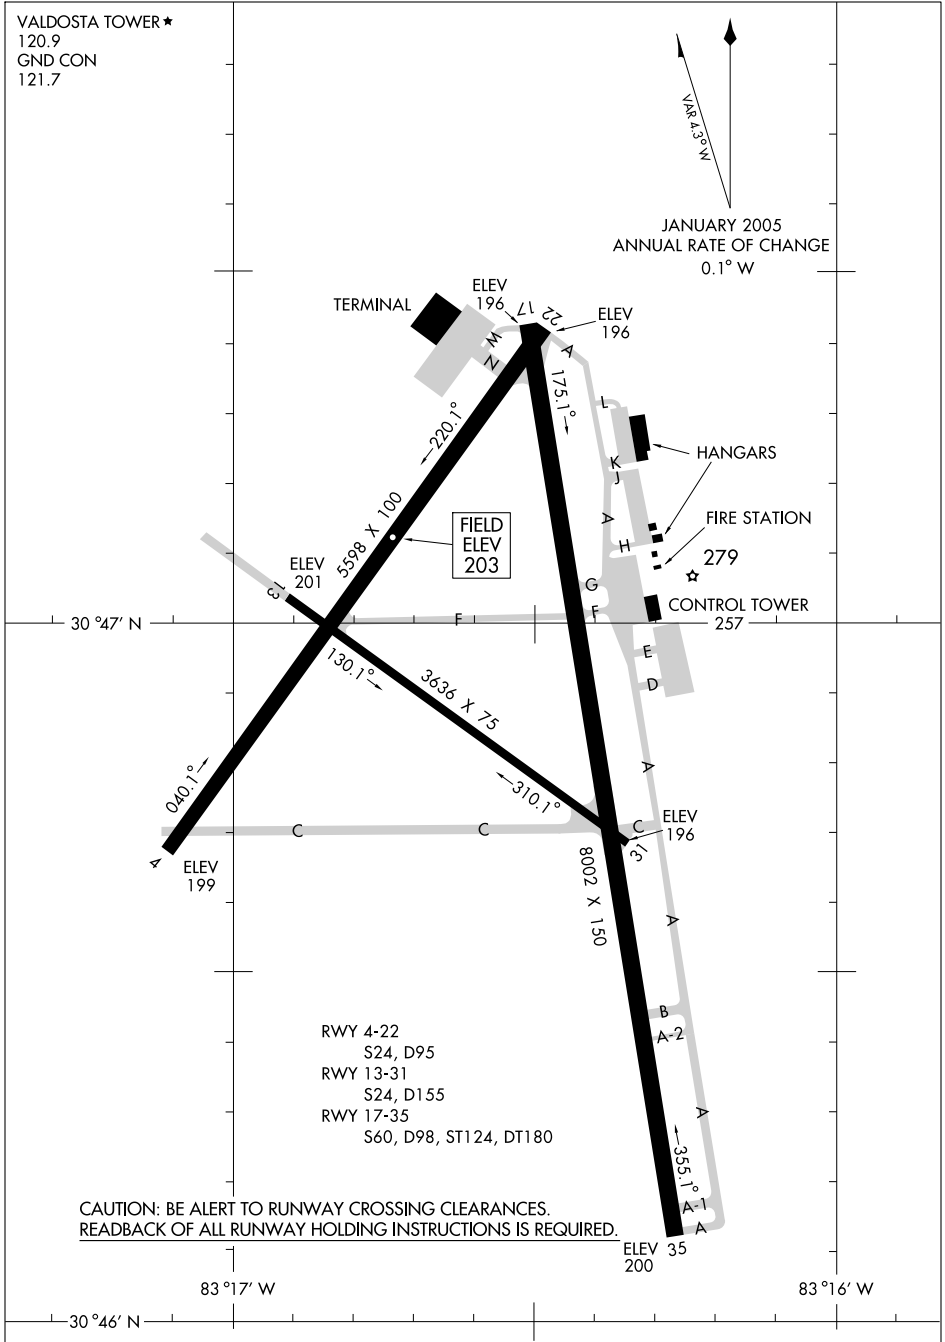 VALDOSTA TOWER★
120.9
GND CON
121.7
VAR 4.3° W
JANUARY 2005
ANNUAL RATE OF CHANGE
0.1° W
TERMINAL
ELEV
196
17
22
ELEV
196
M
N
A
175.1°
L
220.1°
K
J
HANGARS
5598 X 100
FIELD
ELEV
203
A
H
FIRE STATION
279
ELEV
201
13
G
F
F
CONTROL TOWER
257
30 °47' N
E
D
130.1°
3636 X 75
A
040.1°
310.1°
C
C
C
ELEV
196
31
4
ELEV
199
8002 X 150
A
B
A-2
RWY 4-22
S24, D95
RWY 13-31
S24, D155
RWY 17-35
S60, D98, ST124, DT180
A
355.1°
A-1
A
CAUTION: BE ALERT TO RUNWAY CROSSING CLEARANCES.
READBACK OF ALL RUNWAY HOLDING INSTRUCTIONS IS REQUIRED.
ELEV
200
35
83 °17' W
83 °16' W
30 °46' N